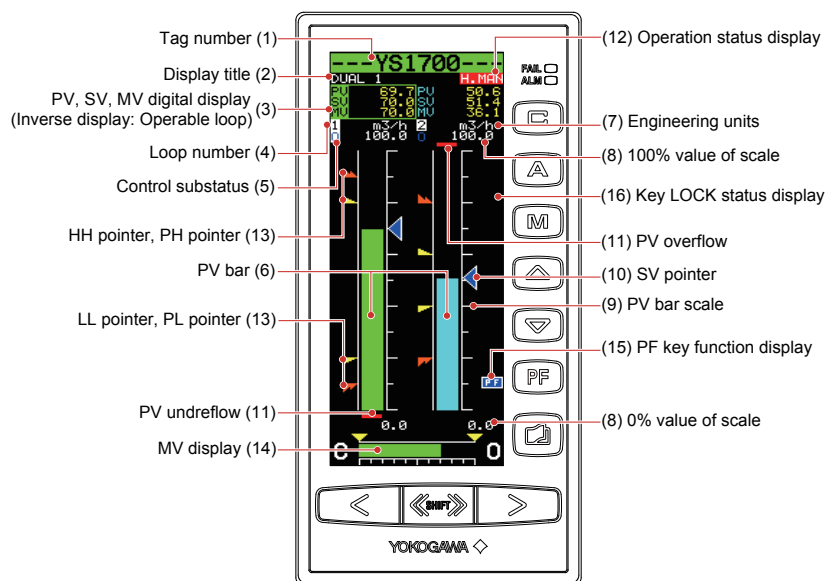 Tag number (1)
Display title (2)
PV, SV, MV digital display (3)
(Inverse display: Operable loop)
Loop number (4)
Control substatus (5)
HH pointer, PH pointer (13)
PV bar (6)
LL pointer, PL pointer (13)
PV undreflow (11)
MV display (14)
---YS1700---
DUAL 1 H.MAN
PV 69.7 PV 50.6
SV 70.0 SV 51.4
MV 70.0 MV 36.1
1 m3/h 2 m3/h
O 100.0 O 100.0
PF
0.0 0.0
C O
FAIL
ALM
C
A
M
PF
<
SHIFT
>
YOKOGAWA
(12) Operation status display
(7) Engineering units
(8) 100% value of scale
(16) Key LOCK status display
(11) PV overflow
(10) SV pointer
(9) PV bar scale
(15) PF key function display
(8) 0% value of scale